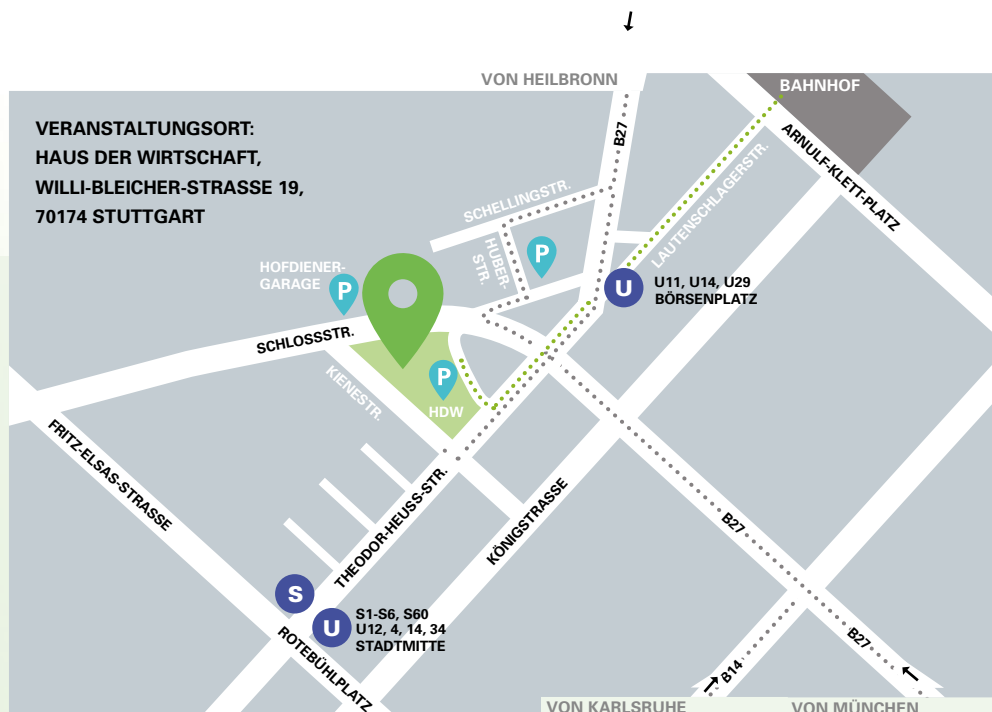 VON HEILBRONN
BAHNHOF
VERANSTALTUNGSORT:
HAUS DER WIRTSCHAFT,
WILLI-BLEICHER-STRASSE 19,
70174 STUTTGART
B27
ARNULF-KLETT-PLATZ
LAUTENSCHLAGERSTR.
SCHELLINGSTR.
HUBER-
STR.
P
HOFDIENER-
GARAGE
P
U
U11, U14, U29
BÖRSENPLATZ
SCHLOSSSTR.
KIENESTR.
P
HDW
FRITZ-ELSAS-STRASSE
THEODOR-HEUSS-STR.
KÖNIGSTRASSE
B27
S
U
S1-S6, S60
U12, 4, 14, 34
STADTMITTE
ROTEBÜHLPLATZ
B27
B14
VON KARLSRUHE
VON MÜNCHEN